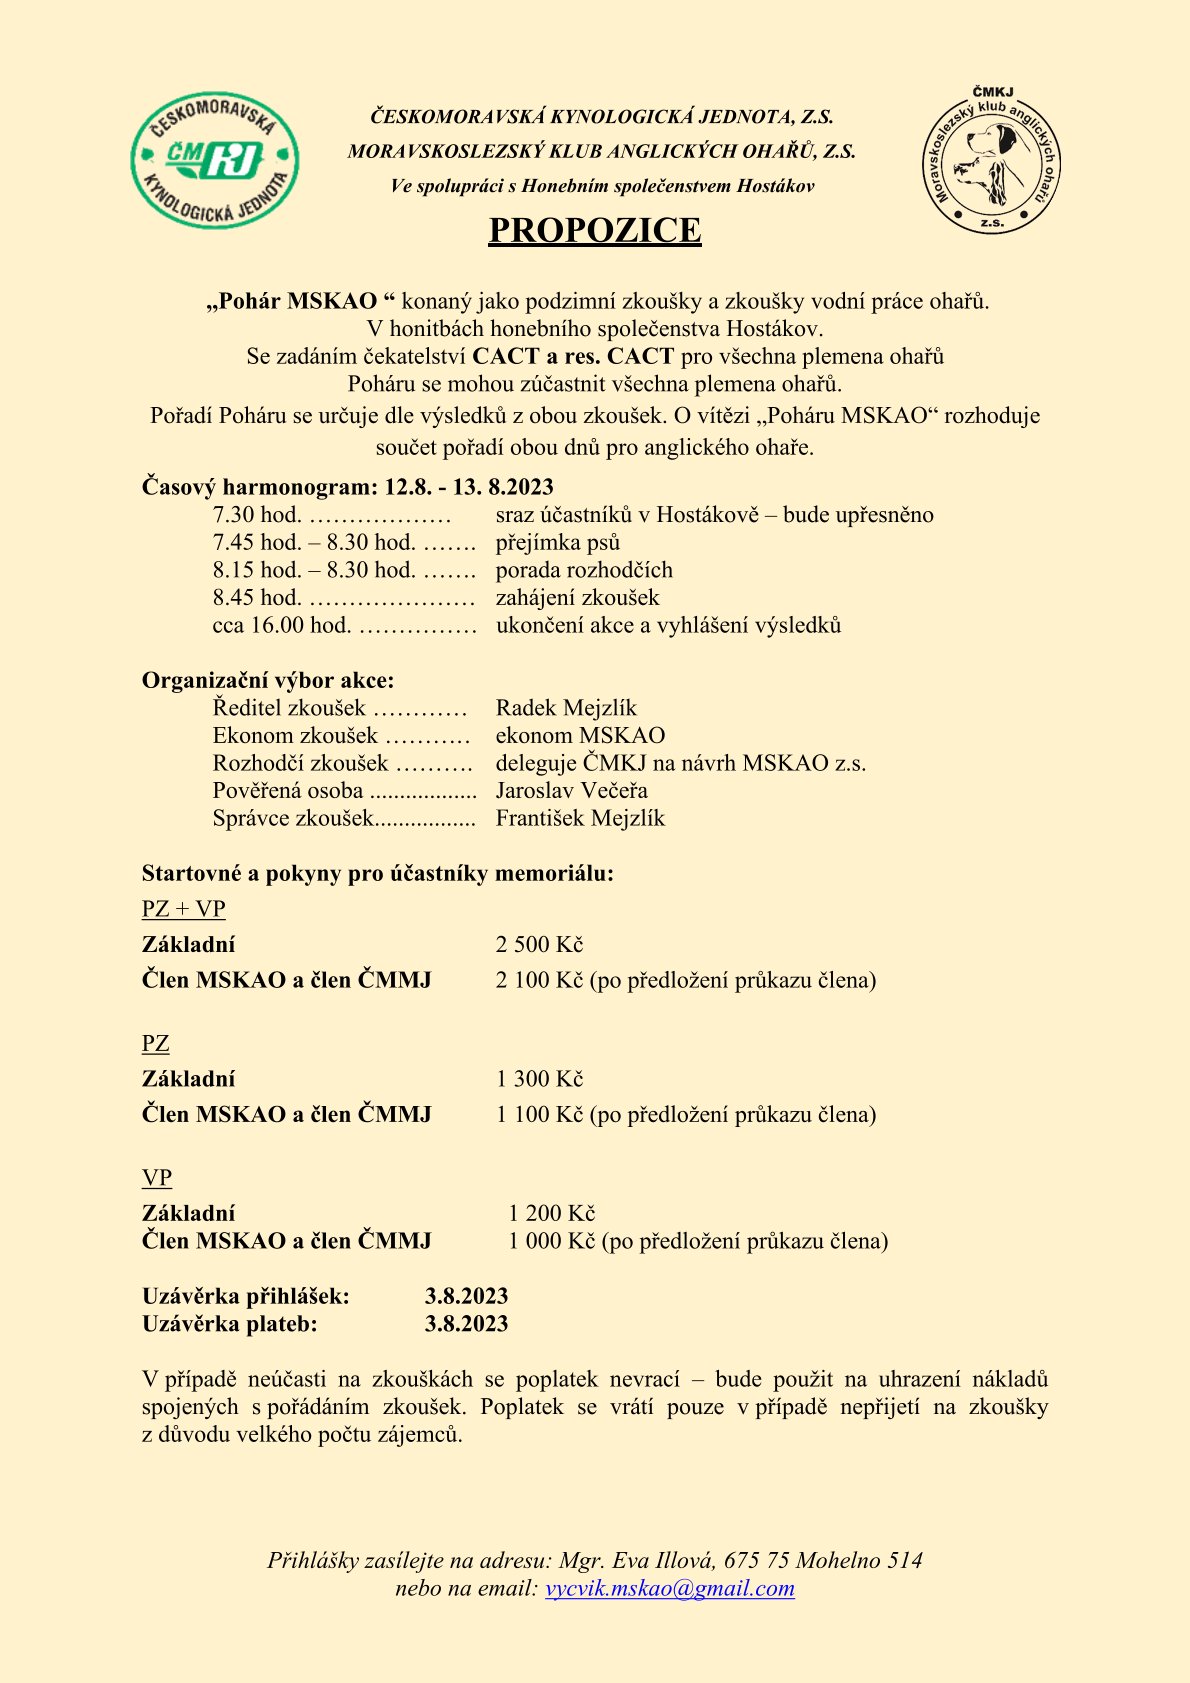 ČESKOMORAVSKÁ
ČMKJ
KYNOLOGICKÁ JEDNOTA
ČESKOMORAVSKÁ KYNOLOGICKÁ JEDNOTA, Z.S.
MORAVSKOSLEZSKÝ KLUB ANGLICKÝCH OHAŘŮ, Z.S.
Ve spolupráci s Honebním společenstvem Hostákov
ČMKJ
Moravskoslezský klub anglických ohařů
z.s.
PROPOZICE
„Pohár MSKAO “ konaný jako podzimní zkoušky a zkoušky vodní práce ohařů.
V honitbách honebního společenstva Hostákov.
Se zadáním čekatelství CACT a res. CACT pro všechna plemena ohařů
Poháru se mohou zúčastnit všechna plemena ohařů.
Pořadí Poháru se určuje dle výsledků z obou zkoušek. O vítězi „Poháru MSKAO“ rozhoduje
součet pořadí obou dnů pro anglického ohaře.
Časový harmonogram: 12.8. - 13. 8.2023
7.30 hod. ……………… sraz účastníků v Hostákově – bude upřesněno
7.45 hod. – 8.30 hod. ……. přejímka psů
8.15 hod. – 8.30 hod. ……. porada rozhodčích
8.45 hod. ………………… zahájení zkoušek
cca 16.00 hod. …………… ukončení akce a vyhlášení výsledků
Organizační výbor akce:
Ředitel zkoušek ………… Radek Mejzlík
Ekonom zkoušek ……….. ekonom MSKAO
Rozhodčí zkoušek ………. deleguje ČMKJ na návrh MSKAO z.s.
Pověřená osoba .................. Jaroslav Večeřa
Správce zkoušek................. František Mejzlík
Startovné a pokyny pro účastníky memoriálu:
PZ + VP
Základní 2 500 Kč
Člen MSKAO a člen ČMMJ 2 100 Kč (po předložení průkazu člena)
PZ
Základní 1 300 Kč
Člen MSKAO a člen ČMMJ 1 100 Kč (po předložení průkazu člena)
VP
Základní 1 200 Kč
Člen MSKAO a člen ČMMJ 1 000 Kč (po předložení průkazu člena)
Uzávěrka přihlášek: 3.8.2023
Uzávěrka plateb: 3.8.2023
V případě neúčasti na zkouškách se poplatek nevrací – bude použit na uhrazení nákladů
spojených s pořádáním zkoušek. Poplatek se vrátí pouze v případě nepřijetí na zkoušky
z důvodu velkého počtu zájemců.
Přihlášky zasílejte na adresu: Mgr. Eva Illová, 675 75 Mohelno 514
nebo na email: vycvik.mskao@gmail.com